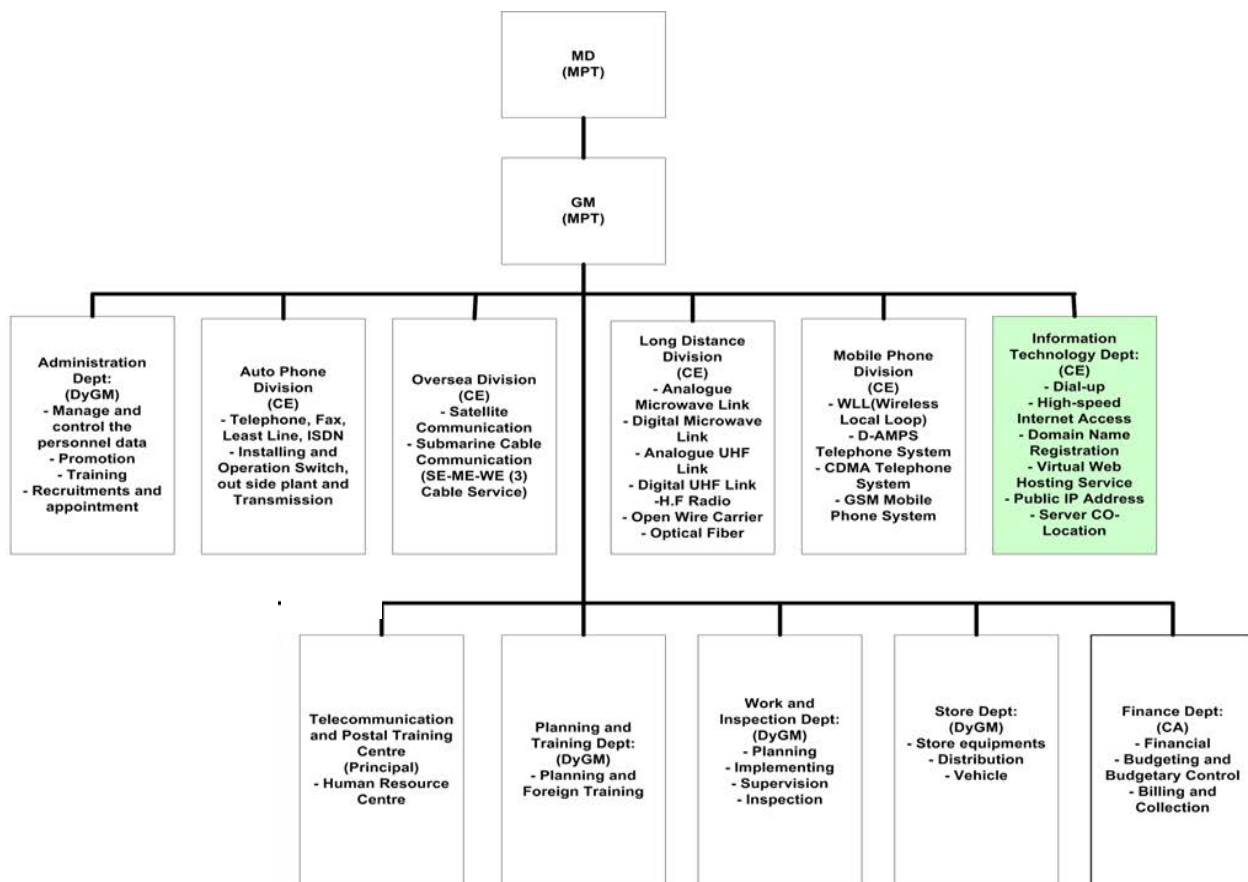 MD
(MPT)
GM
(MPT)
Administration
Dept:
(DyGM)
- Manage and
control the
personnel data
- Promotion
- Training
- Recruitments and
appointment
Auto Phone
Division
(CE)
- Telephone, Fax,
Least Line, ISDN
- Installing and
Operation Switch,
out side plant and
Transmission
Oversea Division
(CE)
- Satellite
Communication
- Submarine Cable
Communication
(SE-ME-WE (3)
Cable Service)
Long Distance
Division
(CE)
- Analogue
Microwave Link
- Digital Microwave
Link
- Analogue UHF
Link
- Digital UHF Link
-H.F Radio
- Open Wire Carrier
- Optical Fiber
Mobile Phone
Division
(CE)
- WLL(Wireless
Local Loop)
- D-AMPS
Telephone System
- CDMA Telephone
System
- GSM Mobile
Phone System
Information
Technology Dept:
(CE)
- Dial-up
- High-speed
Internet Access
- Domain Name
Registration
- Virtual Web
Hosting Service
- Public IP Address
- Server CO-
Location
Telecommunication
and Postal Training
Centre
(Principal)
- Human Resource
Centre
Planning and
Training Dept:
(DyGM)
- Planning and
Foreign Training
Work and
Inspection Dept:
(DyGM)
- Planning
- Implementing
- Supervision
- Inspection
Store Dept:
(DyGM)
- Store equipments
- Distribution
- Vehicle
Finance Dept:
(CA)
- Financial
- Budgeting and
Budgetary Control
- Billing and
Collection